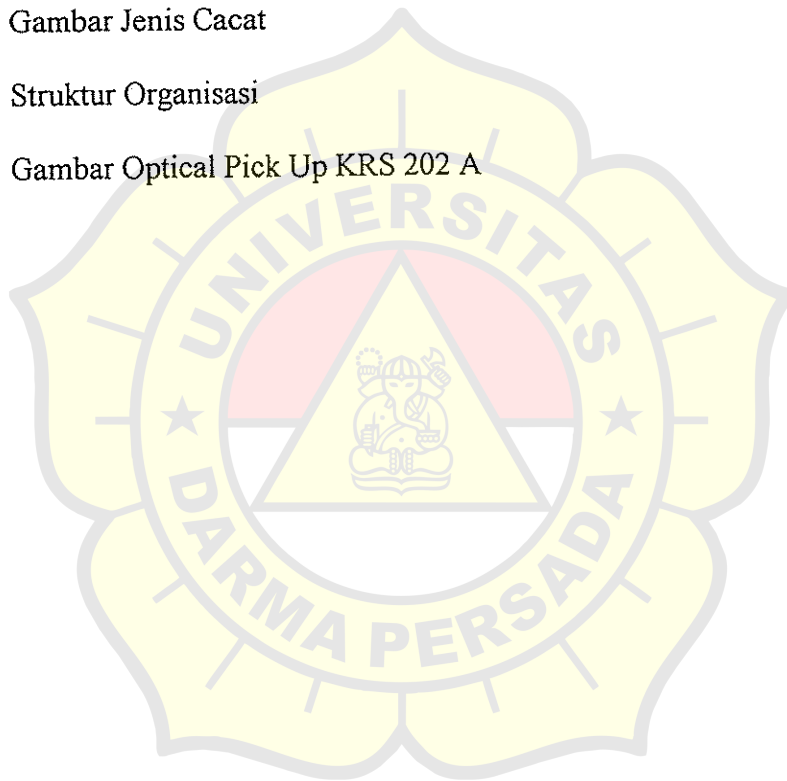 Gambar Jenis Cacat
Struktur Organisasi
Gambar Optical Pick Up KRS 202 A
UNIVERSITAS
DARMA PERSADA